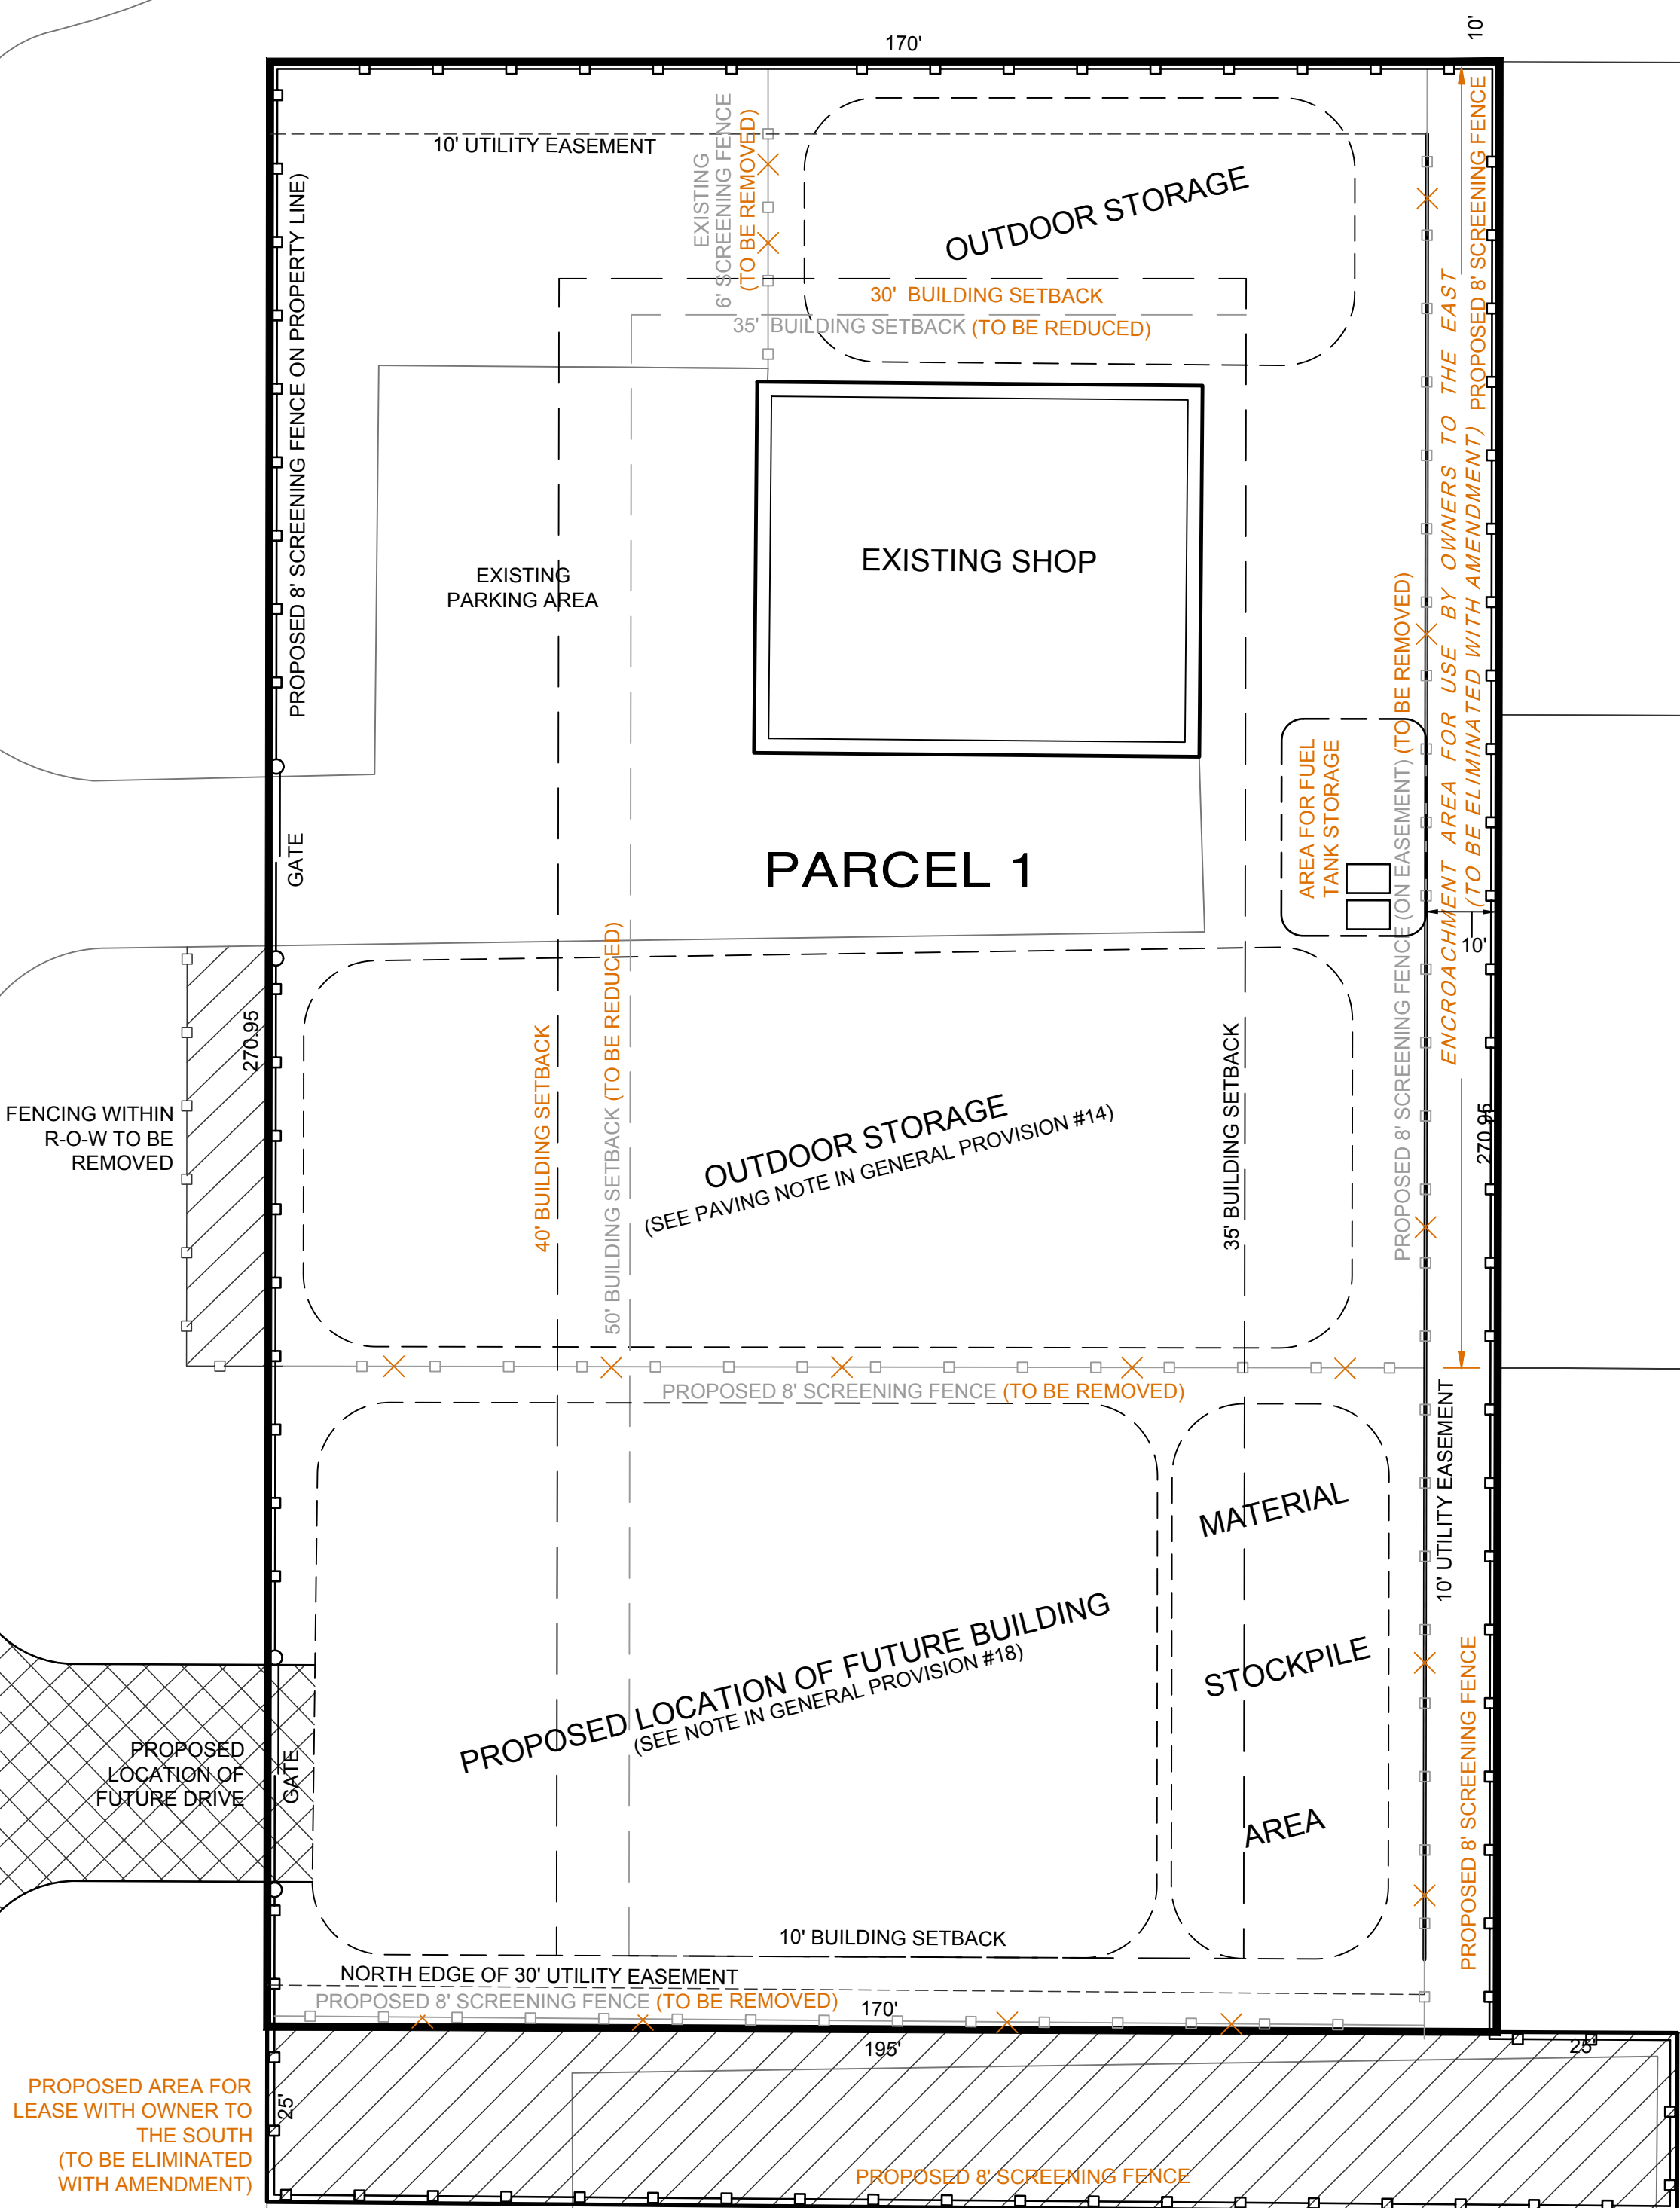 170'
10'
10' UTILITY EASEMENT
EXISTING
6' SCREENING FENCE
(TO BE REMOVED)
OUTDOOR STORAGE
PROPOSED 8' SCREENING FENCE
30' BUILDING SETBACK
35' BUILDING SETBACK (TO BE REDUCED)
PROPOSED 8' SCREENING FENCE ON PROPERTY LINE)
EXISTING
PARKING AREA
EXISTING SHOP
ENCROACHMENT AREA FOR USE BY OWNERS TO THE EAST
(TO BE ELIMINATED WITH AMENDMENT)
PROPOSED 8' SCREENING FENCE (ON EASEMENT) (TO BE REMOVED)
AREA FOR FUEL
TANK STORAGE
GATE
PARCEL 1
10'
270.95
FENCING WITHIN
R-O-W TO BE
REMOVED
40' BUILDING SETBACK
50' BUILDING SETBACK (TO BE REDUCED)
OUTDOOR STORAGE
(SEE PAVING NOTE IN GENERAL PROVISION #14)
35' BUILDING SETBACK
270.95
PROPOSED 8' SCREENING FENCE (TO BE REMOVED)
10' UTILITY EASEMENT
MATERIAL
STOCKPILE
AREA
PROPOSED LOCATION OF FUTURE BUILDING
(SEE NOTE IN GENERAL PROVISION #18)
PROPOSED 8' SCREENING FENCE
PROPOSED
LOCATION OF
FUTURE DRIVE
GATE
10' BUILDING SETBACK
NORTH EDGE OF 30' UTILITY EASEMENT
PROPOSED 8' SCREENING FENCE (TO BE REMOVED)
170'
195'
25'
25'
PROPOSED AREA FOR
LEASE WITH OWNER TO
THE SOUTH
(TO BE ELIMINATED
WITH AMENDMENT)
PROPOSED 8' SCREENING FENCE